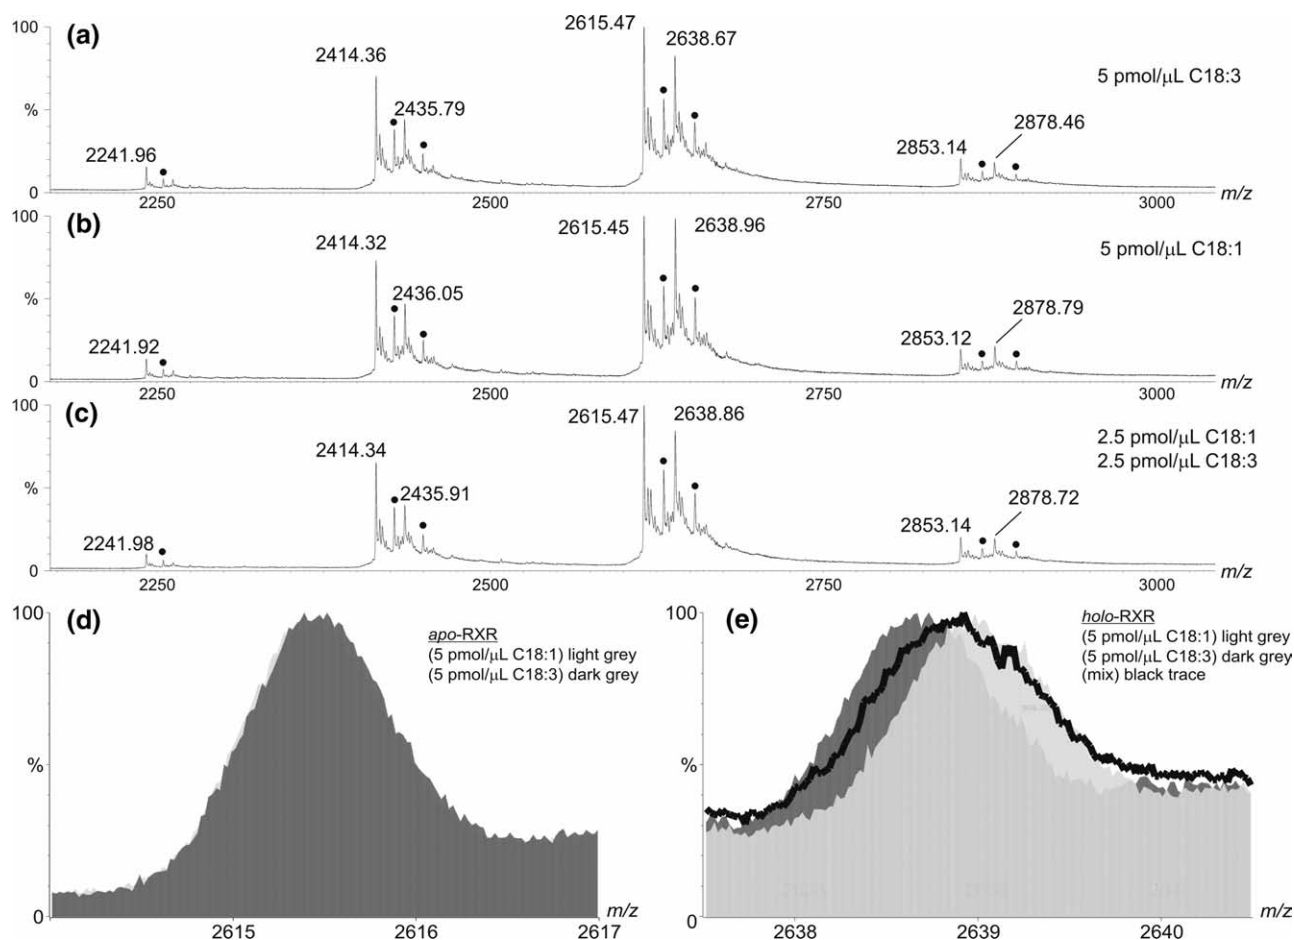 100
(a)
2615.47
2638.67
2414.36
5 pmol/μL C18:3
%
2435.79
2878.46
2241.96
2853.14
0
2250
2500
2750
3000
m/z
100
(b)
2615.45
2638.96
2414.32
5 pmol/μL C18:1
%
2436.05
2878.79
2241.92
2853.12
0
2250
2500
2750
3000
m/z
100
(c)
2615.47
2638.86
2414.34
2.5 pmol/μL C18:1
2.5 pmol/μL C18:3
%
2435.91
2878.72
2241.98
2853.14
0
2250
2500
2750
3000
m/z
100
(d)
apo-RXR
(5 pmol/μL C18:1) light grey
(5 pmol/μL C18:3) dark grey
%
0
2615
2616
2617
m/z
100
(e)
holo-RXR
(5 pmol/μL C18:1) light grey
(5 pmol/μL C18:3) dark grey
(mix) black trace
%
0
2638
2639
2640
m/z